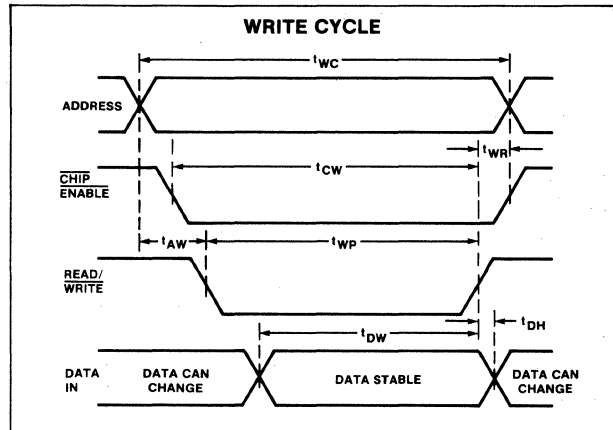 WRITE CYCLE
tWC
ADDRESS
tWR
tCW
CHIP
ENABLE
tAW
tWP
READ/
WRITE
tDH
tDW
DATA
IN
DATA CAN
CHANGE
DATA STABLE
DATA CAN
CHANGE